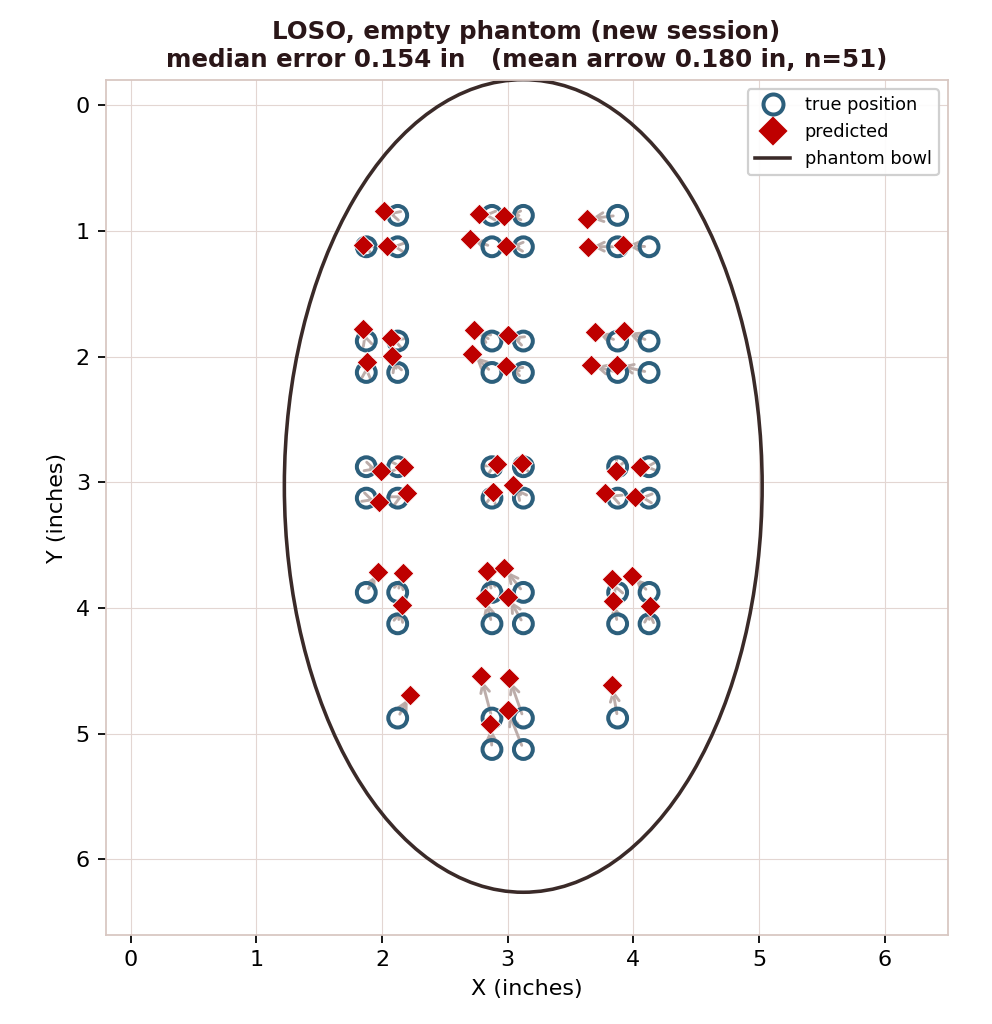 LOSO, empty phantom (new session)
median error 0.154 in   (mean arrow 0.180 in, n=51)
true position
predicted
phantom bowl
0
1
2
3
4
5
6
Y (inches)
0 1 2 3 4 5 6
X (inches)